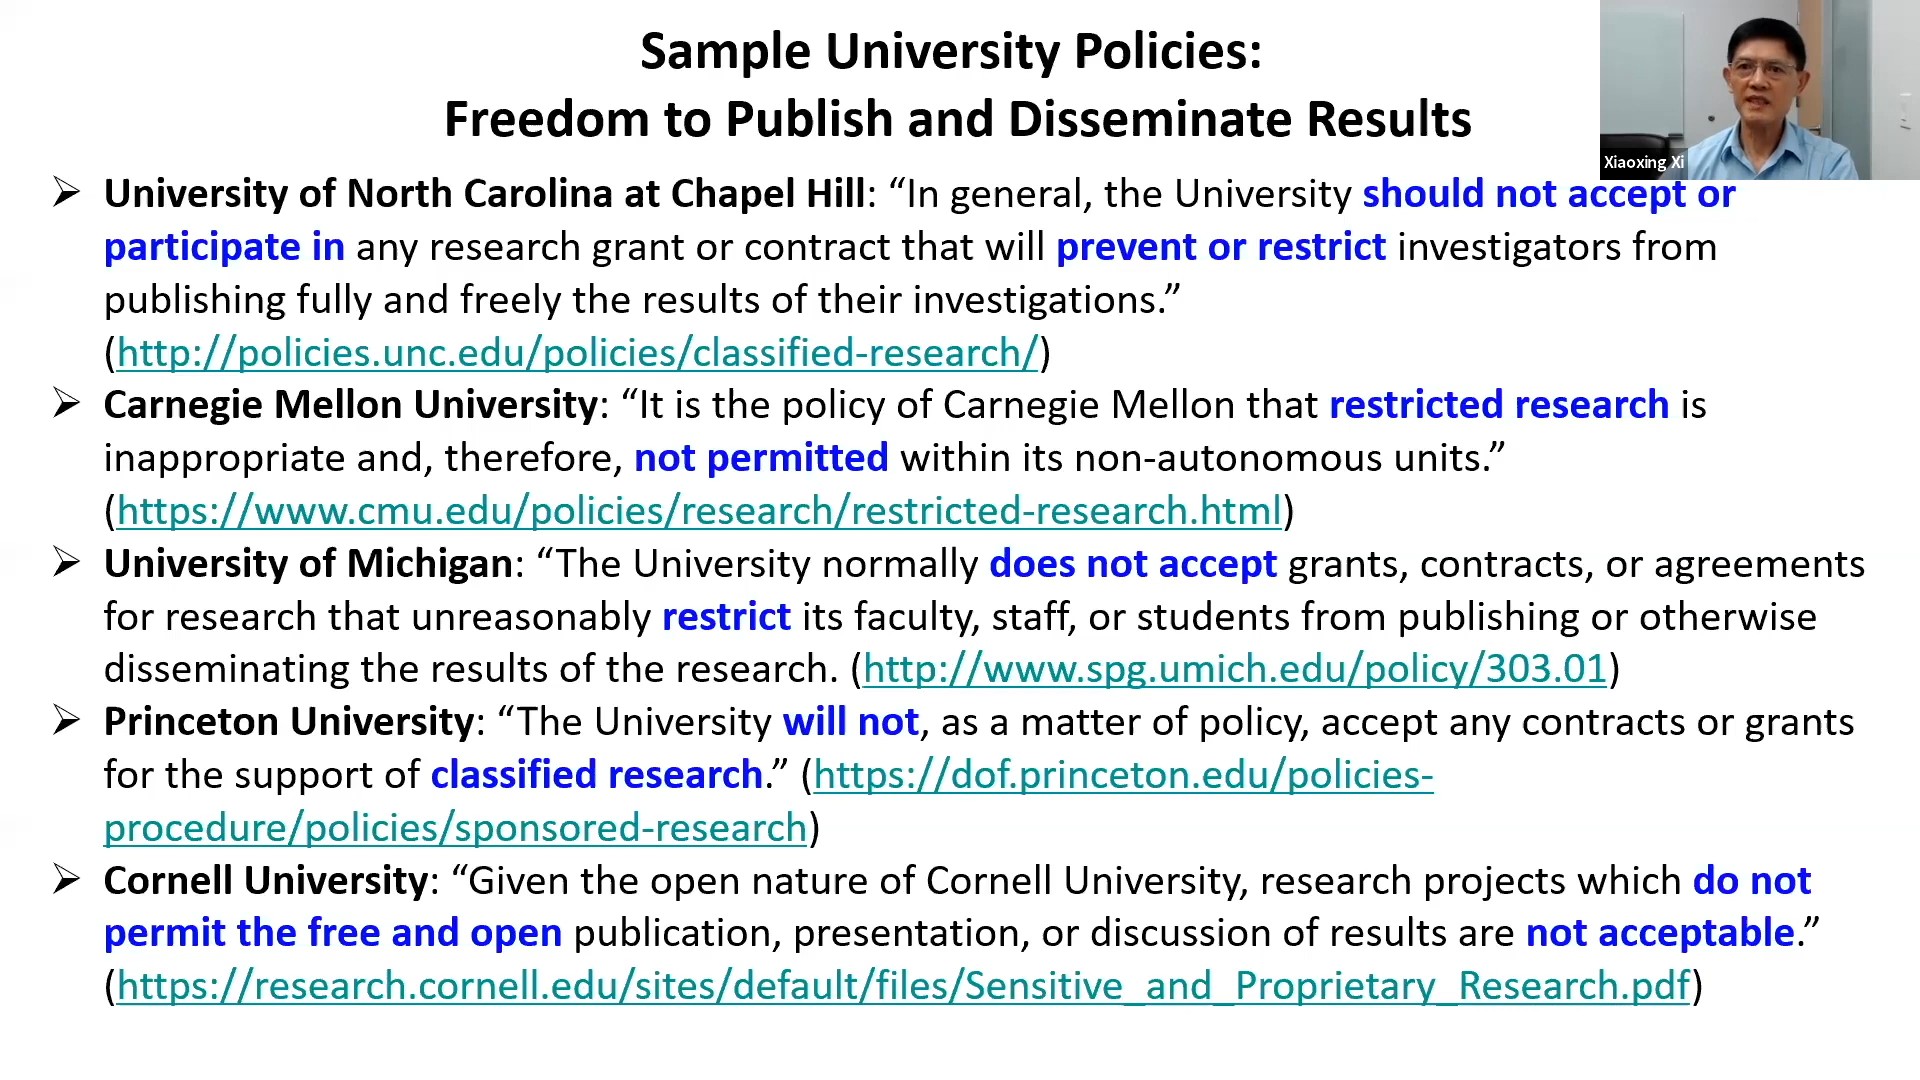 Sample University Policies:
Freedom to Publish and Disseminate Results
Xiaoxing Xi
➢ University of North Carolina at Chapel Hill: “In general, the University should not accept or
participate in any research grant or contract that will prevent or restrict investigators from
publishing fully and freely the results of their investigations.”
(http://policies.unc.edu/policies/classified-research/)
➢ Carnegie Mellon University: “It is the policy of Carnegie Mellon that restricted research is
inappropriate and, therefore, not permitted within its non-autonomous units.”
(https://www.cmu.edu/policies/research/restricted-research.html)
➢ University of Michigan: “The University normally does not accept grants, contracts, or agreements
for research that unreasonably restrict its faculty, staff, or students from publishing or otherwise
disseminating the results of the research. (http://www.spg.umich.edu/policy/303.01)
➢ Princeton University: “The University will not, as a matter of policy, accept any contracts or grants
for the support of classified research.” (https://dof.princeton.edu/policies-
procedure/policies/sponsored-research)
➢ Cornell University: “Given the open nature of Cornell University, research projects which do not
permit the free and open publication, presentation, or discussion of results are not acceptable.”
(https://research.cornell.edu/sites/default/files/Sensitive_and_Proprietary_Research.pdf)